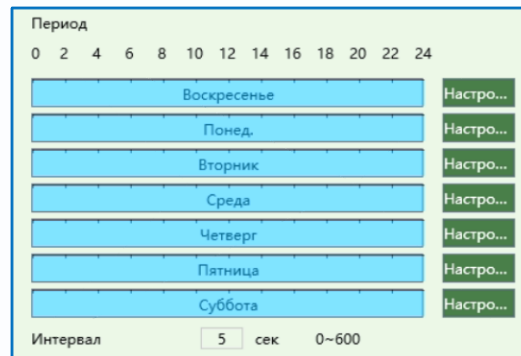 Период
0 2 4 6 8 10 12 14 16 18 20 22 24
Воскресенье Настро...
Понед. Настро...
Вторник Настро...
Среда Настро...
Четверг Настро...
Пятница Настро...
Суббота Настро...
Интервал 5 сек 0~600